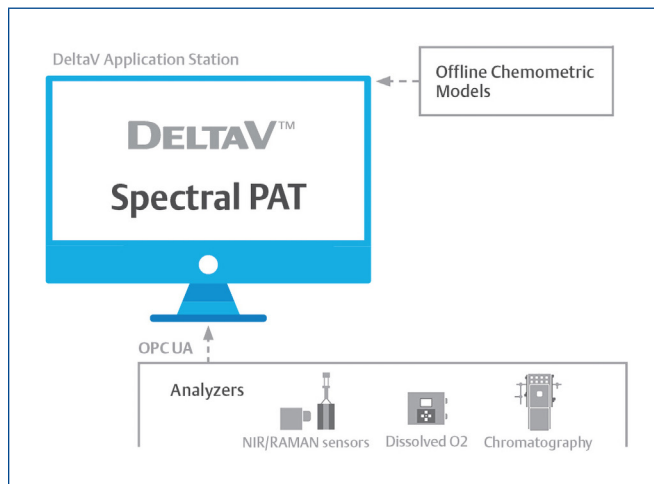 DeltaV Application Station
Offline Chemometric
Models
DELTAV™
Spectral PAT
OPC UA
Analyzers
NIR/RAMAN sensors
Dissolved O2
Chromatography